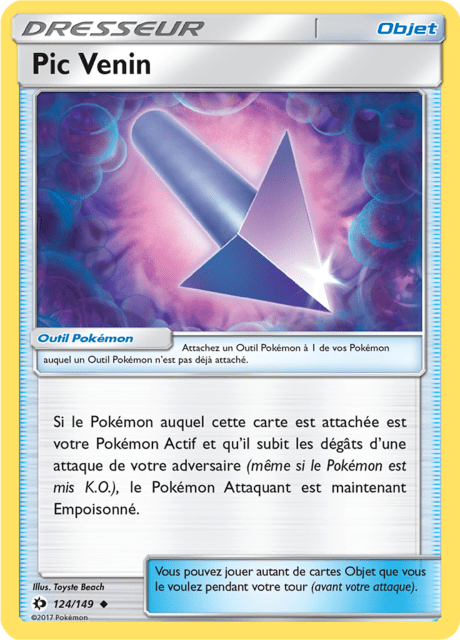 DRESSEUR Objet
Pic Venin
Outil Pokémon
Attachez un Outil Pokémon à 1 de vos Pokémon
auquel un Outil Pokémon n'est pas déjà attaché.
Si le Pokémon auquel cette carte est attachée est
votre Pokémon Actif et qu'il subit les dégâts d'une
attaque de votre adversaire (même si le Pokémon est
mis K.O.), le Pokémon Attaquant est maintenant
Empoisonné.
Vous pouvez jouer autant de cartes Objet que vous
le voulez pendant votre tour (avant votre attaque).
Illus. Toyste Beach
124/149
©2017 Pokémon